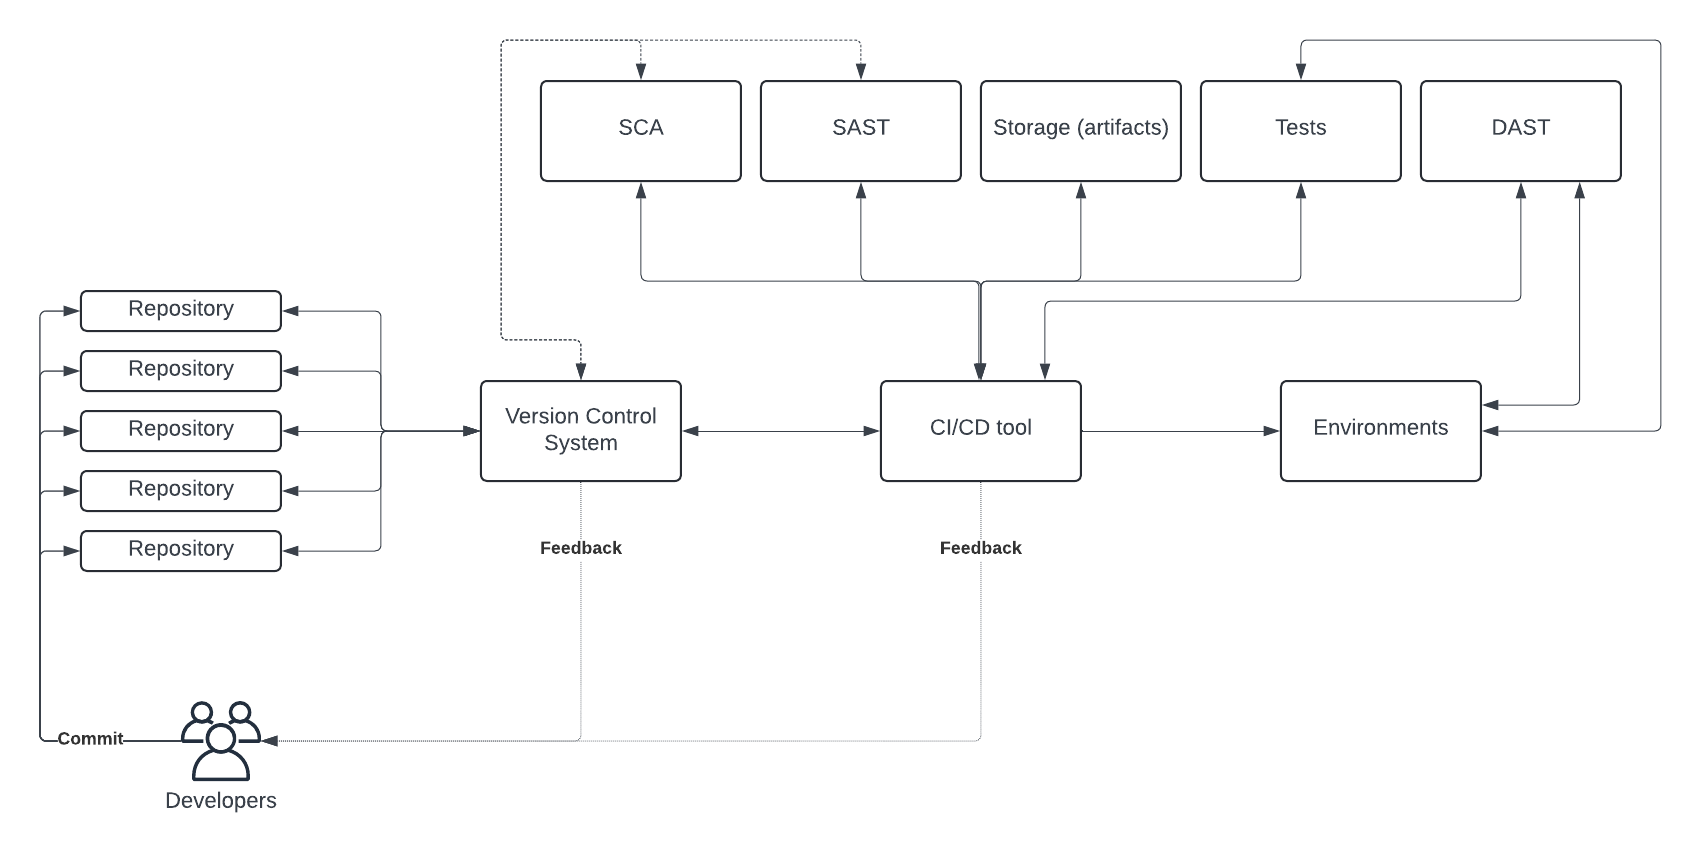 SCA
SAST
Storage (artifacts)
Tests
DAST
Repository
Repository
Repository
Repository
Repository
Version Control
System
CI/CD tool
Environments
Feedback
Feedback
Commit
Developers